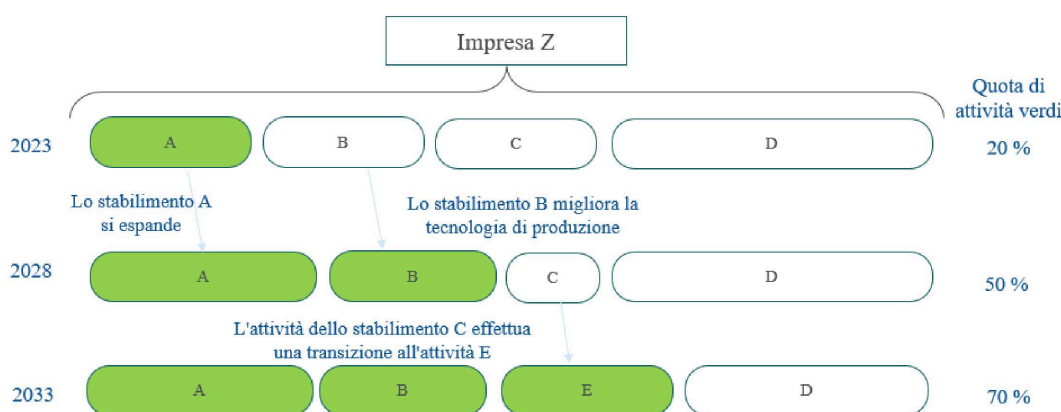 Impresa Z
Quota di
attività verdi
2023
A
B
C
D
20 %
Lo stabilimento A
si espande
Lo stabilimento B migliora la
tecnologia di produzione
2028
A
B
C
D
50 %
L'attività dello stabilimento C effettua
una transizione all'attività E
2033
A
B
E
D
70 %